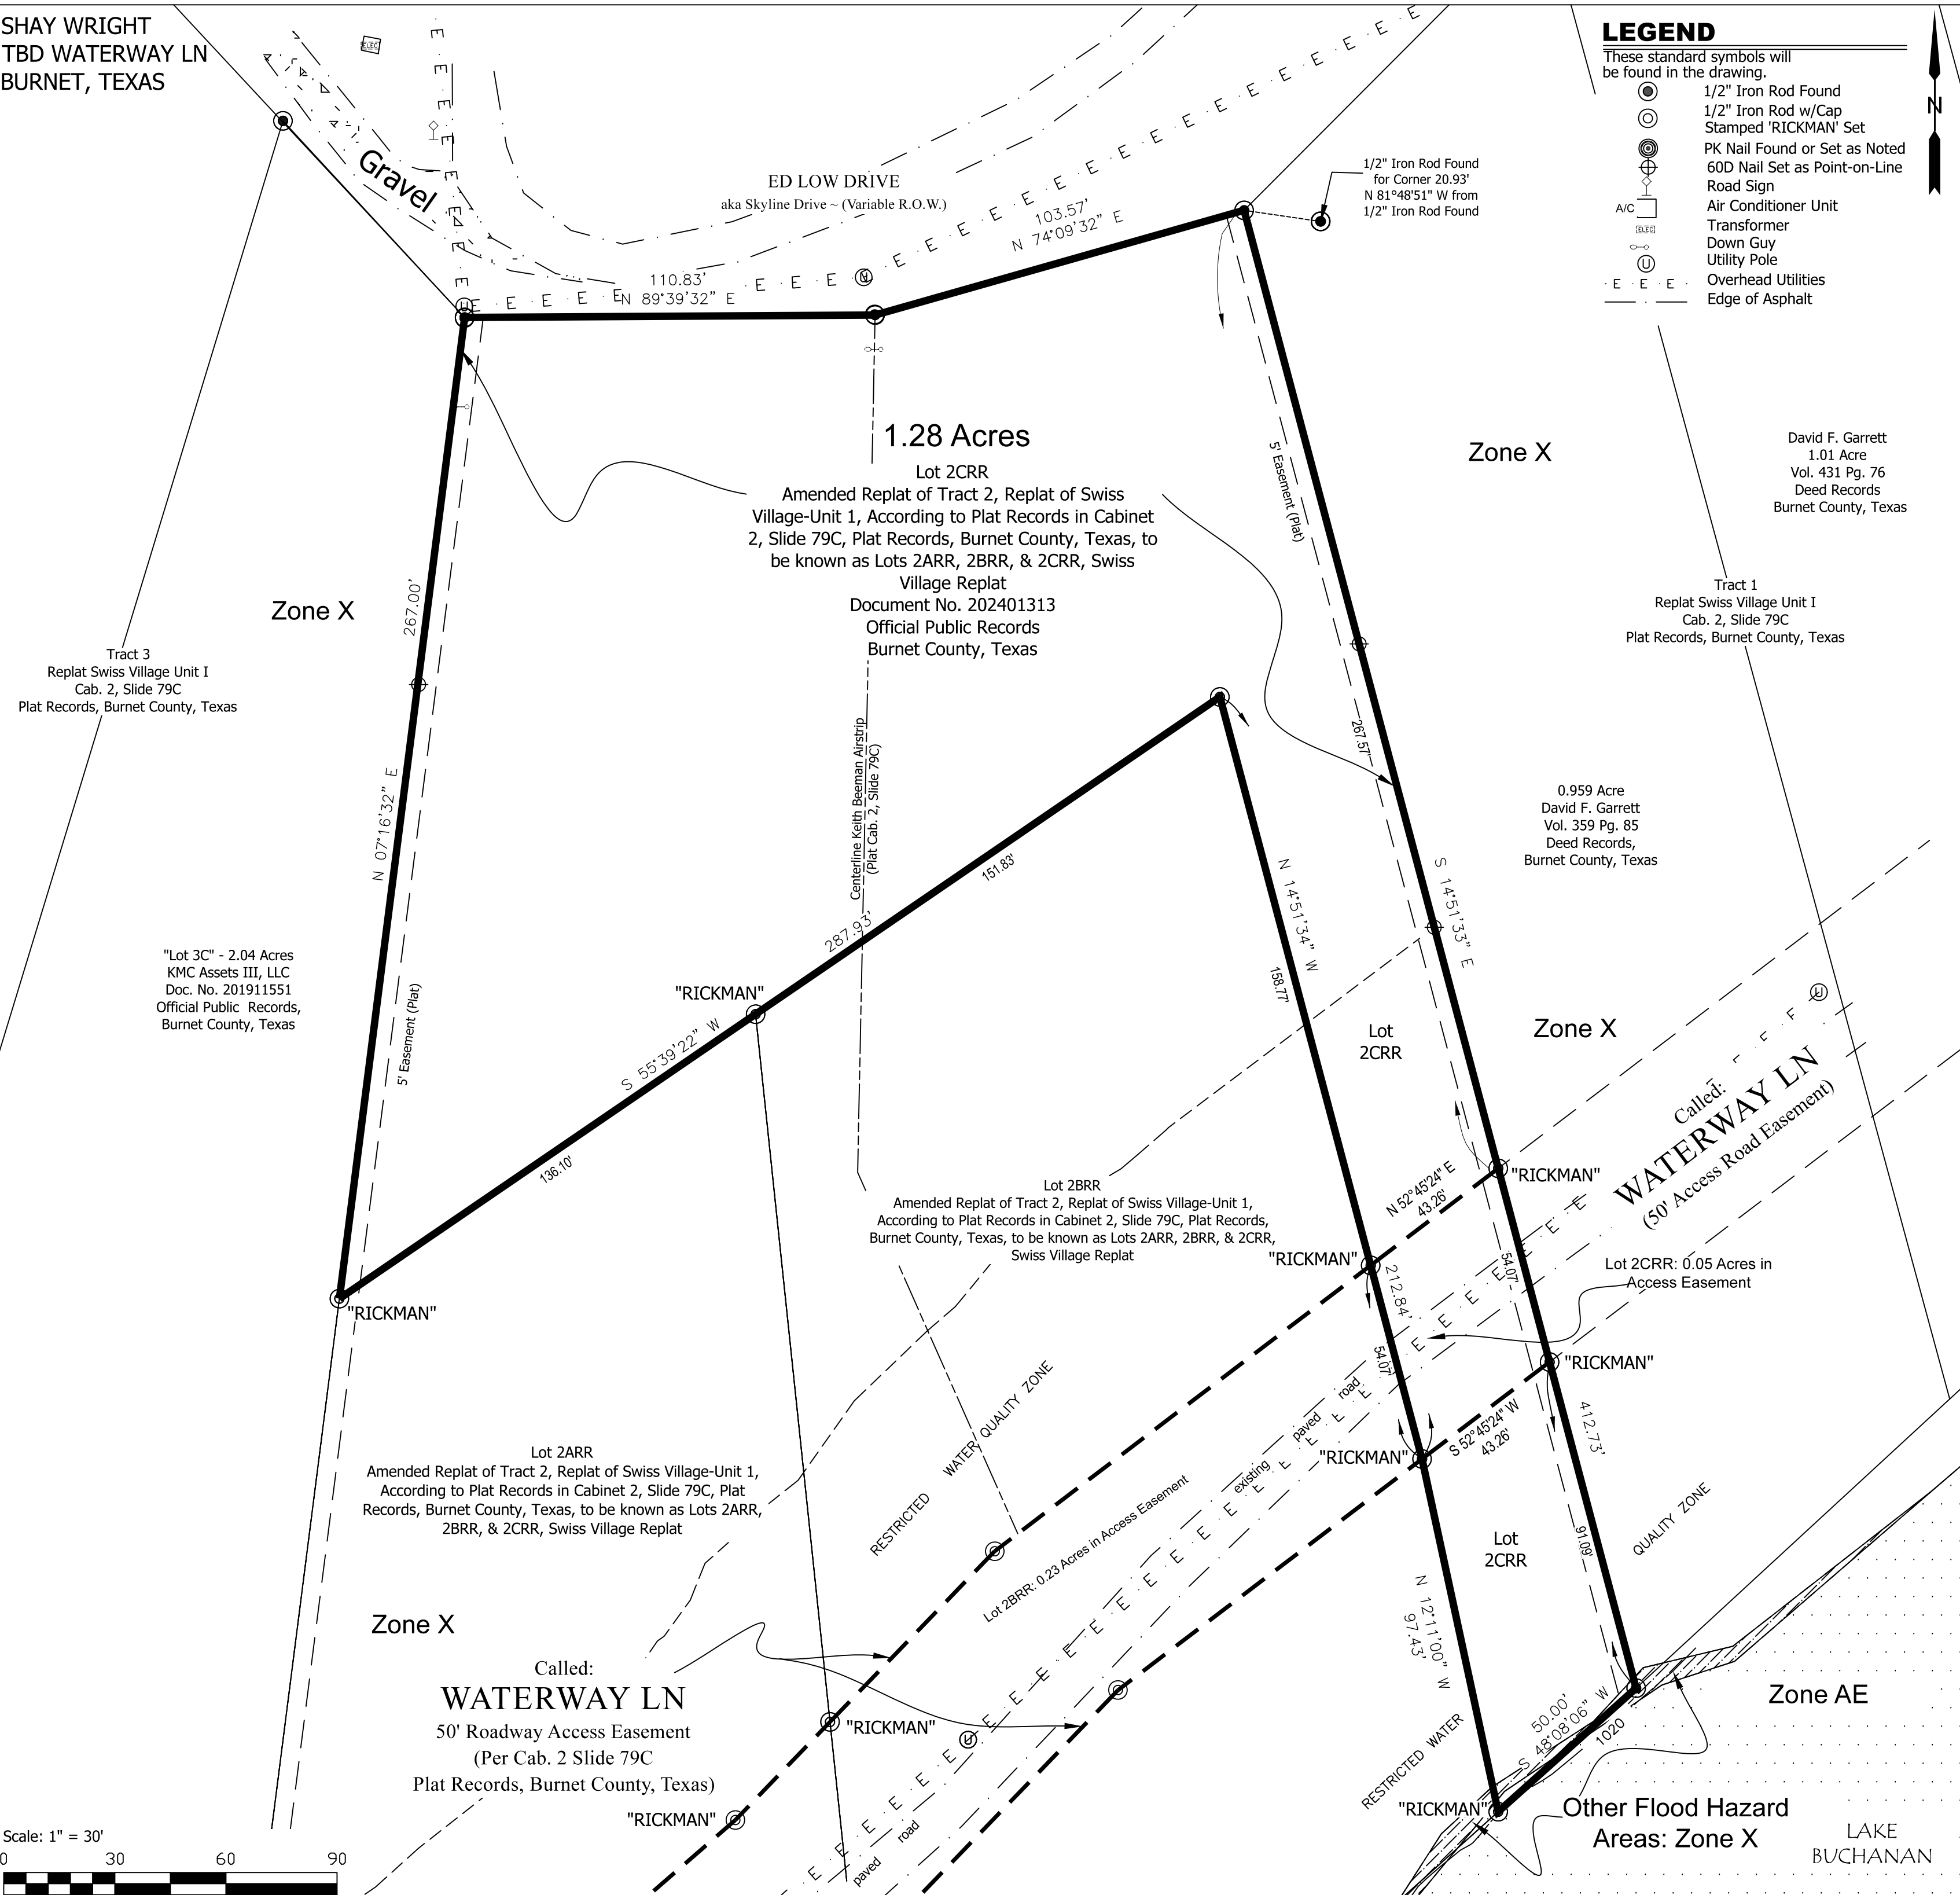 SHAY WRIGHT
TBD WATERWAY LN
BURNET, TEXAS
LEGEND
These standard symbols will
be found in the drawing.
1/2" Iron Rod Found
1/2" Iron Rod w/Cap
Stamped 'RICKMAN' Set
PK Nail Found or Set as Noted
60D Nail Set as Point-on-Line
Road Sign
A/C
Air Conditioner Unit
Transformer
Down Guy
U
Utility Pole
E E E
Overhead Utilities
Edge of Asphalt
N
Gravel
ED LOW DRIVE
aka Skyline Drive ~ (Variable R.O.W.)
1/2" Iron Rod Found
for Corner 20.93'
N 81°48'51" W from
1/2" Iron Rod Found
103.57'
N 74°09'32" E
110.83'
N 89°39'32" E
1.28 Acres
Lot 2CRR
Amended Replat of Tract 2, Replat of Swiss
Village-Unit 1, According to Plat Records in Cabinet
2, Slide 79C, Plat Records, Burnet County, Texas, to
be known as Lots 2ARR, 2BRR, & 2CRR, Swiss
Village Replat
Document No. 202401313
Official Public Records
Burnet County, Texas
5' Easement (Plat)
Zone X
David F. Garrett
1.01 Acre
Vol. 431 Pg. 76
Deed Records
Burnet County, Texas
Tract 1
Replat Swiss Village Unit I
Cab. 2, Slide 79C
Plat Records, Burnet County, Texas
Zone X
267.00'
N 07°16'32" E
Tract 3
Replat Swiss Village Unit I
Cab. 2, Slide 79C
Plat Records, Burnet County, Texas
Centerline Keith Beeman Airstrip
(Plat Cab. 2, Slide 79C)
267.57'
0.959 Acre
David F. Garrett
Vol. 359 Pg. 85
Deed Records,
Burnet County, Texas
151.83'
287.93'
N 14°51'34" W
158.77'
S 14°51'33" E
"Lot 3C" - 2.04 Acres
KMC Assets III, LLC
Doc. No. 201911551
Official Public Records,
Burnet County, Texas
5' Easement (Plat)
"RICKMAN"
S 55°39'22" W
136.10'
Lot
2CRR
Zone X
U
Called:
WATERWAY LN
(50' Access Road Easement)
"RICKMAN"
Lot 2BRR
Amended Replat of Tract 2, Replat of Swiss Village-Unit 1,
According to Plat Records in Cabinet 2, Slide 79C, Plat Records,
Burnet County, Texas, to be known as Lots 2ARR, 2BRR, & 2CRR,
Swiss Village Replat
N 52°45'24" E
43.26'
"RICKMAN"
"RICKMAN"
212.84'
54.07'
54.07'
Lot 2CRR: 0.05 Acres in
Access Easement
"RICKMAN"
S 52°45'24" W
43.26'
"RICKMAN"
412.73'
existing paved road
RESTRICTED WATER QUALITY ZONE
Lot 2ARR
Amended Replat of Tract 2, Replat of Swiss Village-Unit 1,
According to Plat Records in Cabinet 2, Slide 79C, Plat
Records, Burnet County, Texas, to be known as Lots 2ARR,
2BRR, & 2CRR, Swiss Village Replat
Lot 2BRR: 0.23 Acres in Access Easement
Lot
2CRR
91.09'
QUALITY ZONE
N 12°11'00" W
97.43'
Zone X
Called:
WATERWAY LN
50' Roadway Access Easement
(Per Cab. 2 Slide 79C
Plat Records, Burnet County, Texas)
"RICKMAN"
"RICKMAN"
U
paved road
RESTRICTED WATER
50.00'
S 48°08'06" W
1020
"RICKMAN"
Zone AE
Other Flood Hazard
Areas: Zone X
LAKE
BUCHANAN
Scale: 1" = 30'
0 30 60 90